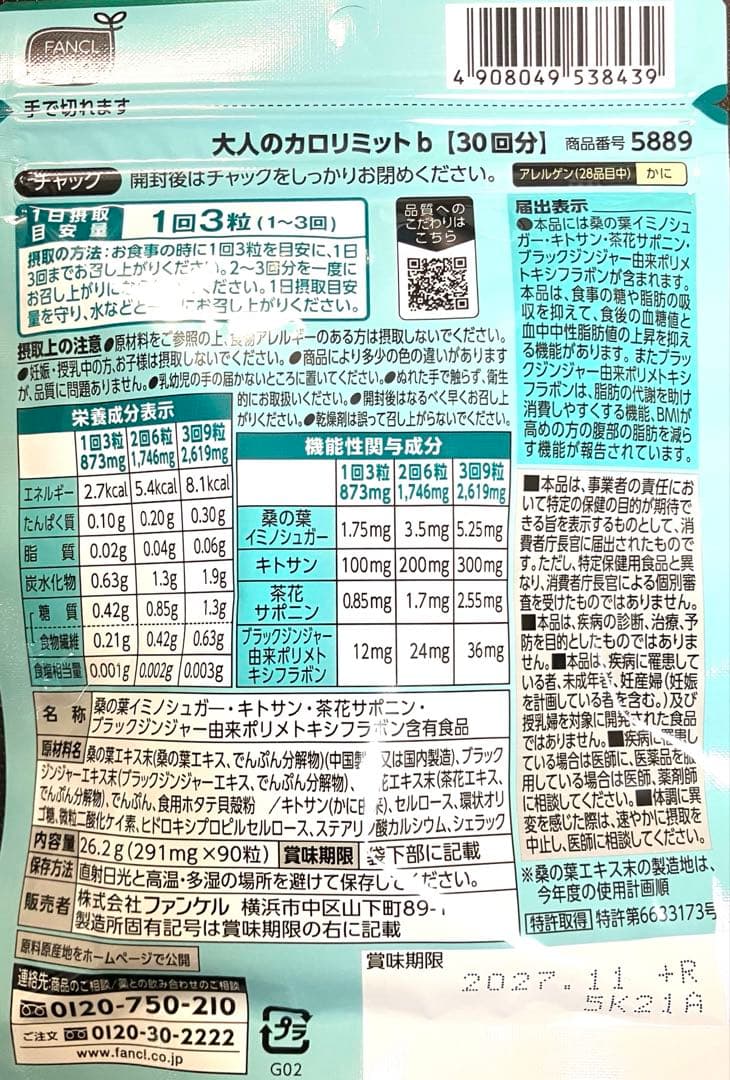 FANCL
4 908049 538439
手で切れます
大人のカロリミット b 【30回分】 商品番号 5889
チャック 開封後はチャックをしっかりお閉めください。
アレルゲン(28品目中) かに
1日摂取目安量 1回3粒(1~3回)
摂取の方法:お食事の時に1回3粒を目安に、1日
3回までお召し上がりください。2~3回分を一度に
お召し上がりに ください。1日摂取目安
量を守り、水などと にお召し上がりください。
品質への
こだわりは
こちら
摂取上の注意 ●原材料をご参照の上、食物アレルギーのある方は摂取しないでください。
●妊娠・授乳中の方、お子様は摂取しないでください。●商品により多少の色の違いがあります
が、品質に問題ありません。●乳幼児の手の届かないところに置いてください。●ぬれた手で触らず、衛生
的にお取扱いください。●開封後はなるべく早くお召し上
がりください。●乾燥剤は誤って召し上がらないでください。
栄養成分表示
1回3粒 2回6粒 3回9粒
873mg 1,746mg 2,619mg
エネルギー 2.7kcal 5.4kcal 8.1kcal
たんぱく質 0.10g 0.20g 0.30g
脂質 0.02g 0.04g 0.06g
炭水化物 0.63g 1.3g 1.9g
糖質 0.42g 0.85g 1.3g
食物繊維 0.21g 0.42g 0.63g
食塩相当量 0.001g 0.002g 0.003g
機能性関与成分
1回3粒 2回6粒 3回9粒
873mg 1,746mg 2,619mg
桑の葉
イミノシュガー 1.75mg 3.5mg 5.25mg
キトサン 100mg 200mg 300mg
茶花
サポニン 0.85mg 1.7mg 2.55mg
ブラックジンジャー
由来ポリメト
キシフラボン 12mg 24mg 36mg
届出表示
●本品には桑の葉イミノシュ
ガー・キトサン・茶花サポニン・
ブラックジンジャー由来ポリメ
トキシフラボンが含まれます。
本品は、食事の糖や脂肪の吸
収を抑えて、食後の血糖値と
血中中性脂肪値の上昇を抑え
る機能があります。またブラッ
クジンジャー由来ポリメトキシ
フラボンは、脂肪の代謝を助け
消費しやすくする機能、BMIが
高めの方の腹部の脂肪を減ら
す機能が報告されています。
■本品は、事業者の責任にお
いて特定の保健の目的が期待で
きる旨を表示するものとして、消
費者庁長官に届出されたもので
す。ただし、特定保健用食品と異
なり、消費者庁長官による個別審
査を受けたものではありません。
■本品は、疾病の診断、治療、予
防を目的としたものではありま
せん。■本品は、疾病に罹患して
いる者、未成年者、妊産婦(妊娠
を計画している者を含む。)及び
授乳婦を対象に開発された食品
ではありません。■疾病に罹患し
ている場合は医師に、医薬品を服
用している場合は医師、薬剤師
に相談してください。■体調に異
変を感じた際は、速やかに摂取を
中止し、医師に相談してください。
※桑の葉エキス末の製造地は、
今年度の使用計画順
特許取得 特許第6633173号
名称 桑の葉イミノシュガー・キトサン・茶花サポニン・
ブラックジンジャー由来ポリメトキシフラボン含有食品
原材料名 桑の葉エキス末(桑の葉エキス、でんぷん分解物)(中国製 又は国内製造)、ブラック
ジンジャーエキス末(ブラックジンジャーエキス、でんぷん分解物)、 花エキス末(茶花エキス、
でんぷん分解物)、でんぷん、食用ホタテ貝殻粉 /キトサン(かに由来)、セルロース、環状オリ
ゴ糖、微粒二酸化ケイ素、ヒドロキシプロピルセルロース、ステアリン酸カルシウム、シェラック
内容量 26.2g(291mg×90粒) 賞味期限 袋下部に記載
保存方法 直射日光と高温・多湿の場所を避けて保存してください。
販売者 株式会社ファンケル 横浜市中区山下町89-1
製造所固有記号は賞味期限の右に記載
原料原産地をホームページで公開
連絡先:商品のご相談/薬との飲み合わせのご相談
0120-750-210
ご注文 0120-30-2222
www.fancl.co.jp
プラ
G02
賞味期限
2027.11 +R
5K21A